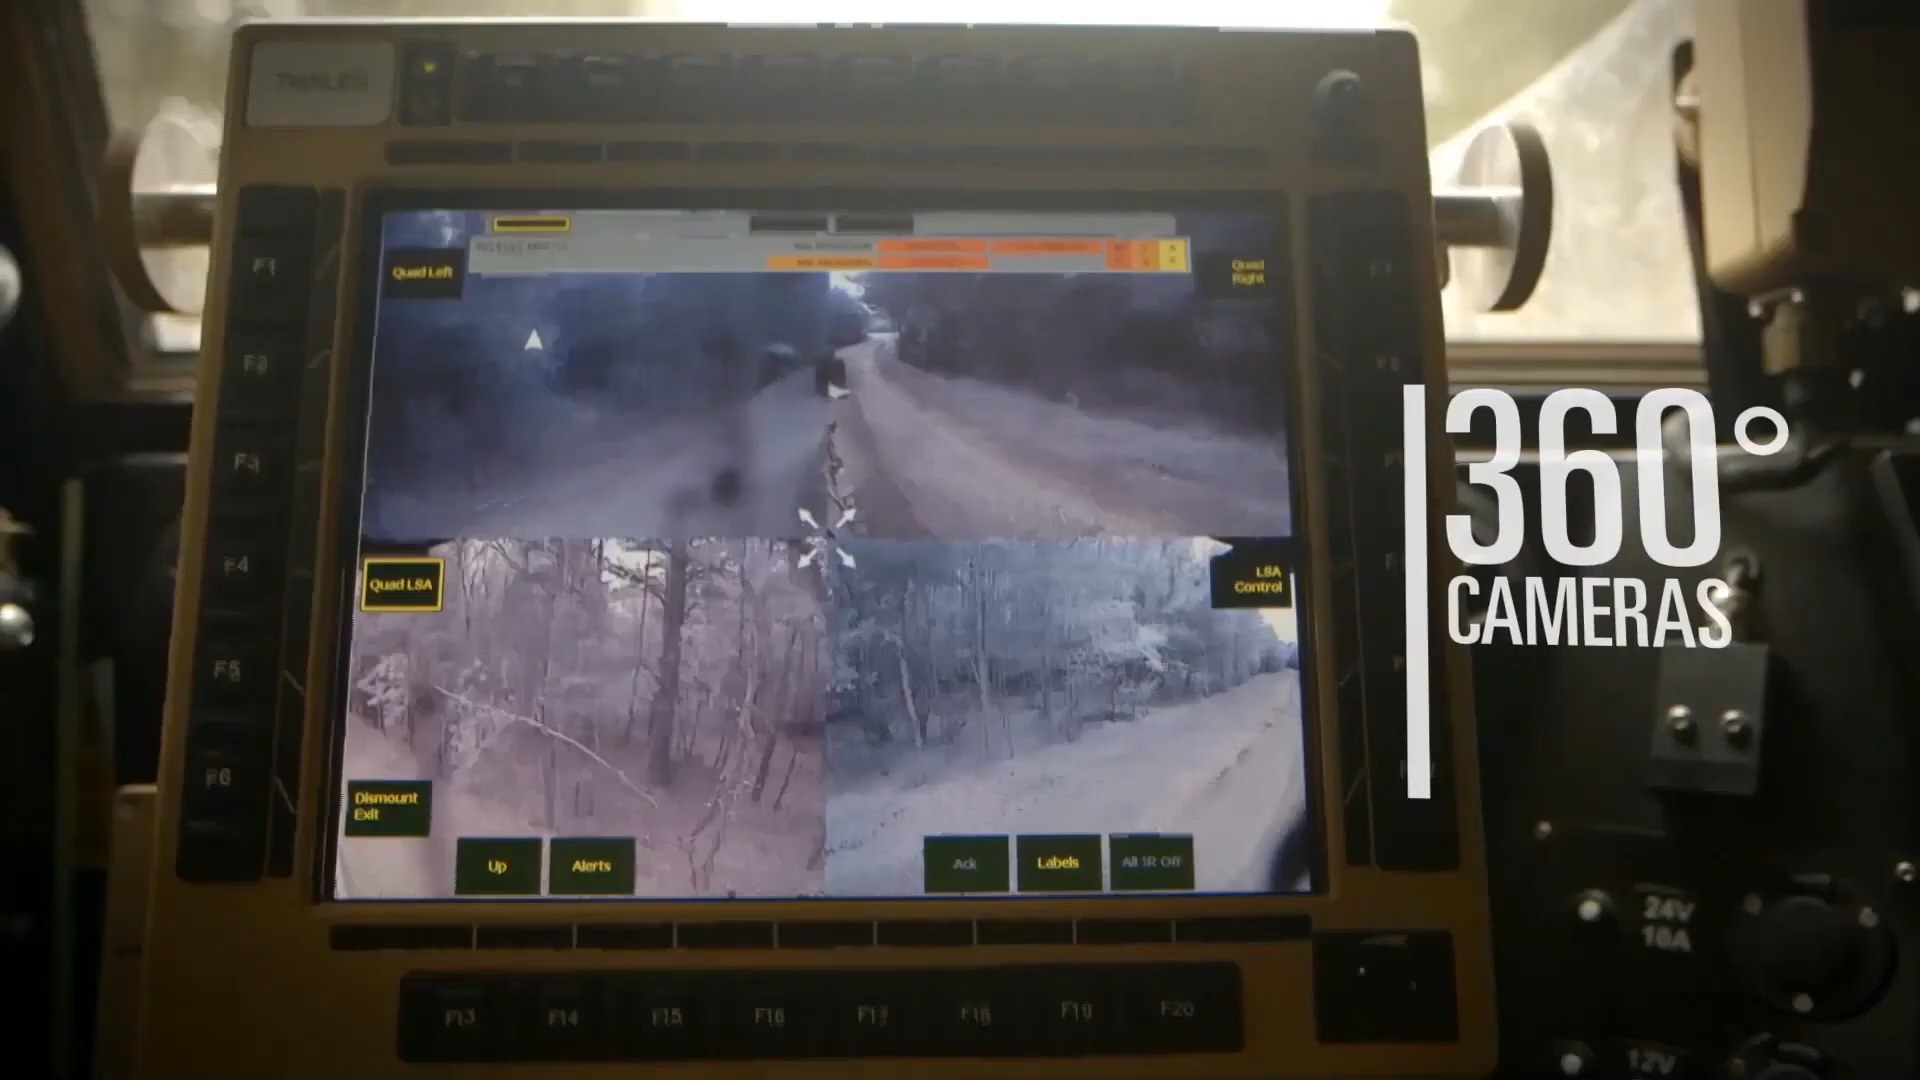 THALES
Quad Left
Quad
Right
F1
F2
F3
360°
CAMERAS
F4
Quad LSA
LSA
Control
F5
F6
Dismount
Exit
Up
Alerts
Ack
Labels
All IR Off
24V
10A
F13
F14
F15
F16
F17
F18
F19
F20
12V